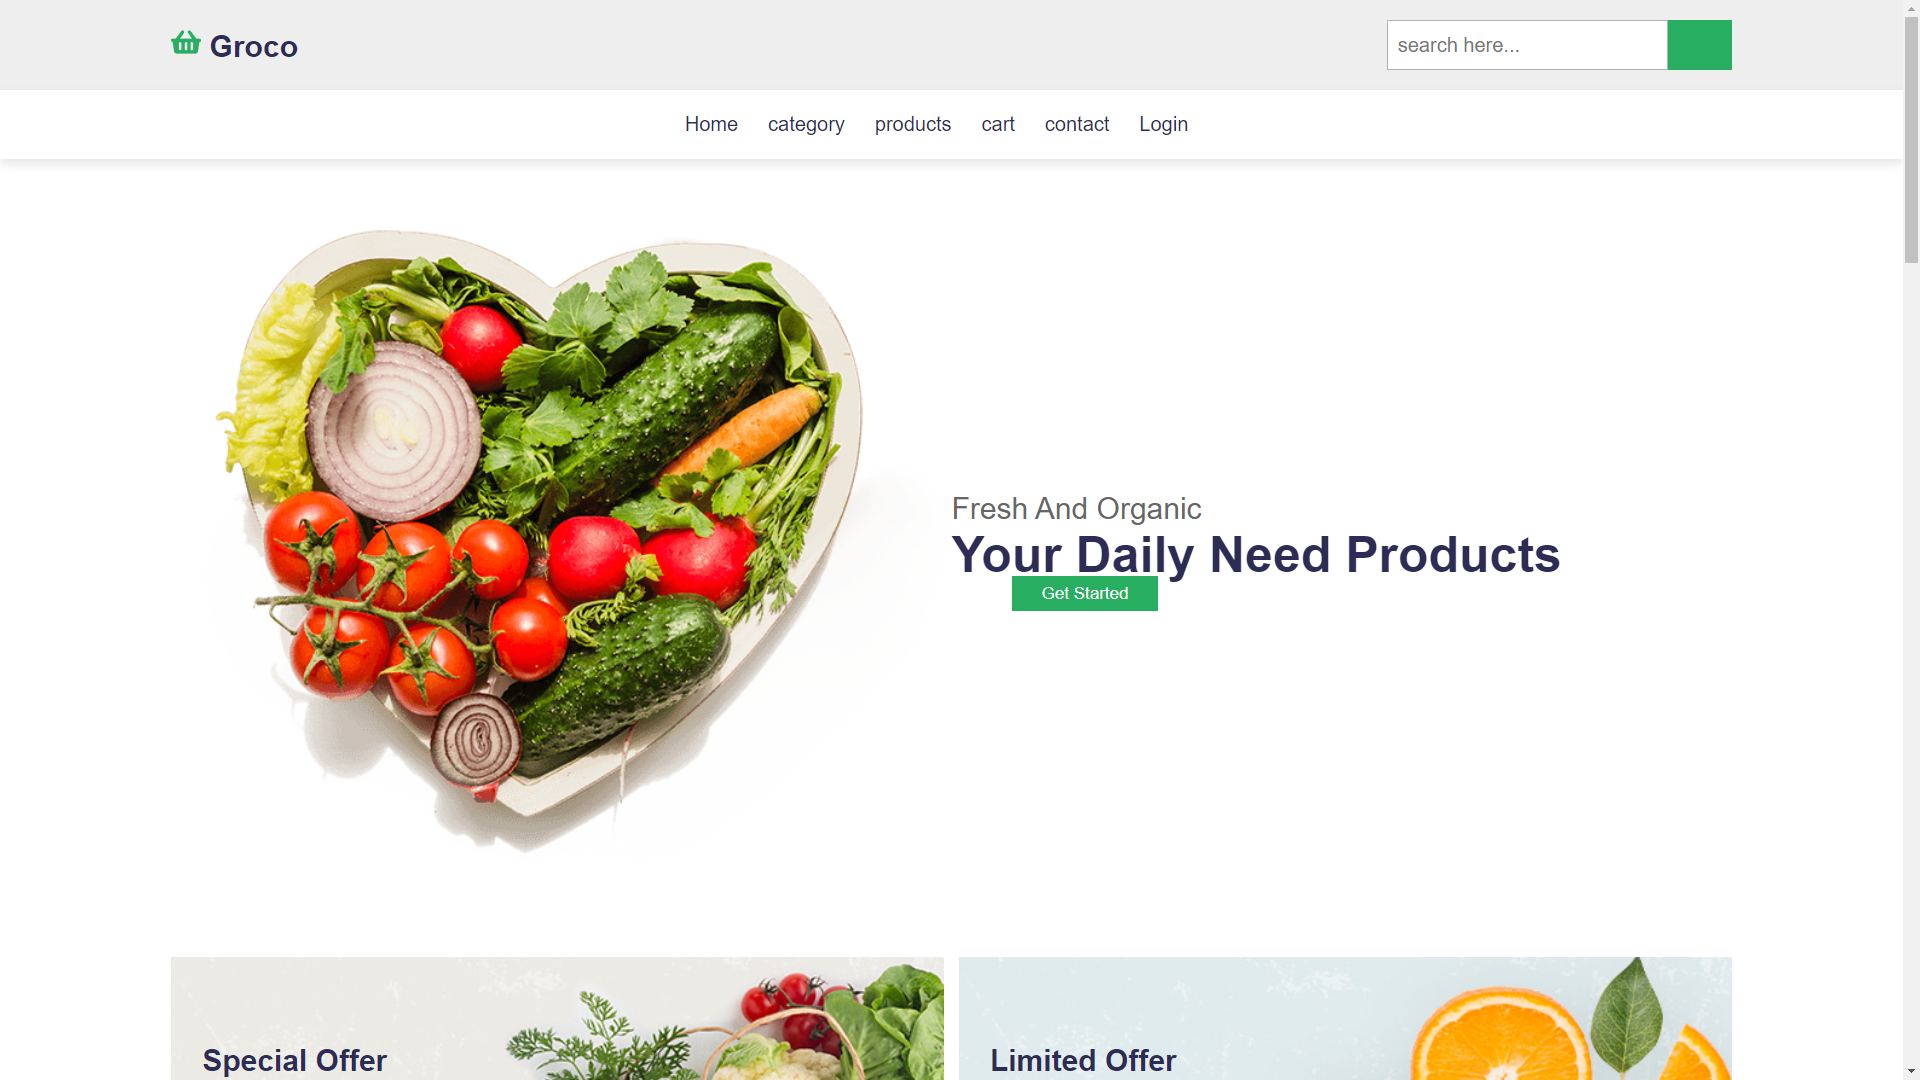 Groco
search here...
Home category products cart contact Login
Fresh And Organic
Your Daily Need Products
Get Started
Special Offer
Limited Offer